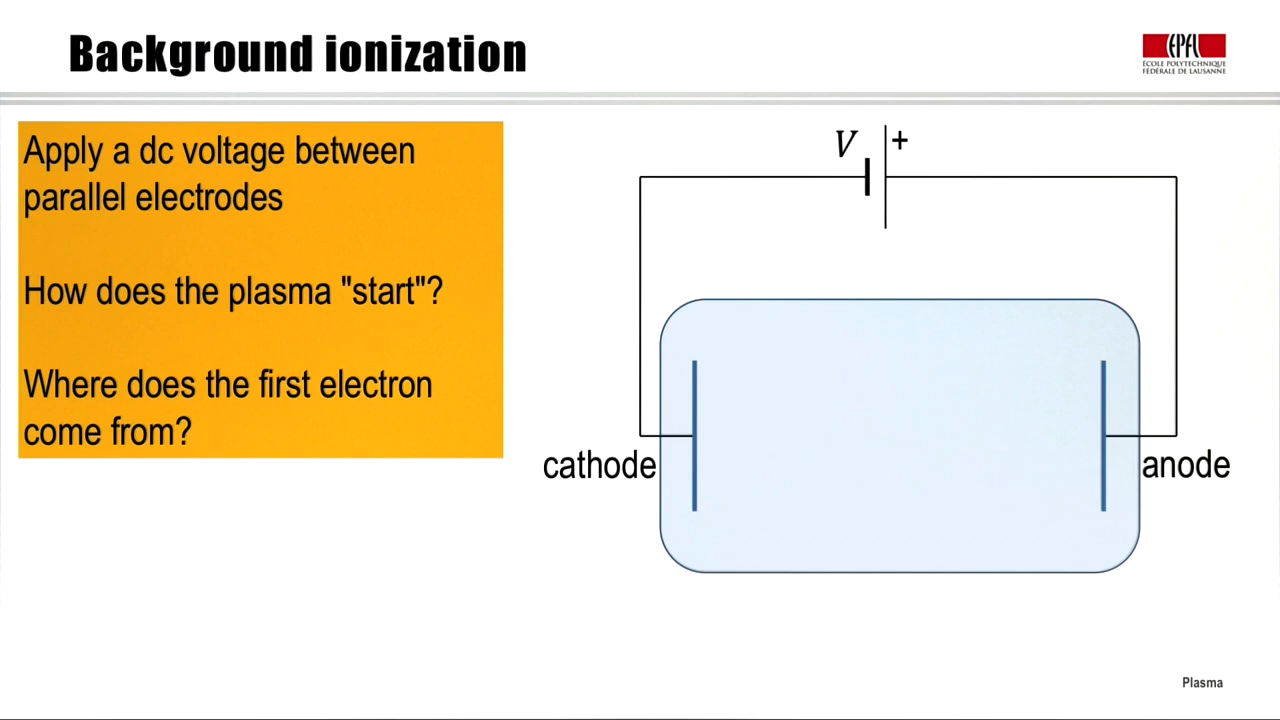 Background ionization
EPFL
ÉCOLE POLYTECHNIQUE
FÉDÉRALE DE LAUSANNE
Apply a dc voltage between
parallel electrodes
How does the plasma "start"?
Where does the first electron
come from?
V +
cathode
anode
Plasma